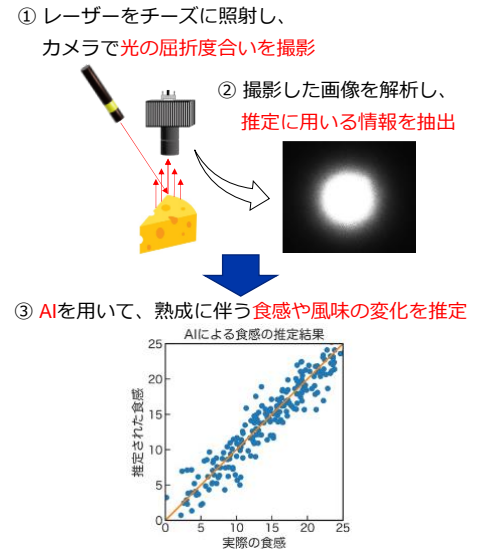 ① レーザーをチーズに照射し、
カメラで光の屈折度合いを撮影
② 撮影した画像を解析し、
推定に用いる情報を抽出
③ AIを用いて、熟成に伴う食感や風味の変化を推定
AIによる食感の推定結果
推定された食感
25
20
15
10
5
0
0 5 10 15 20 25
実際の食感